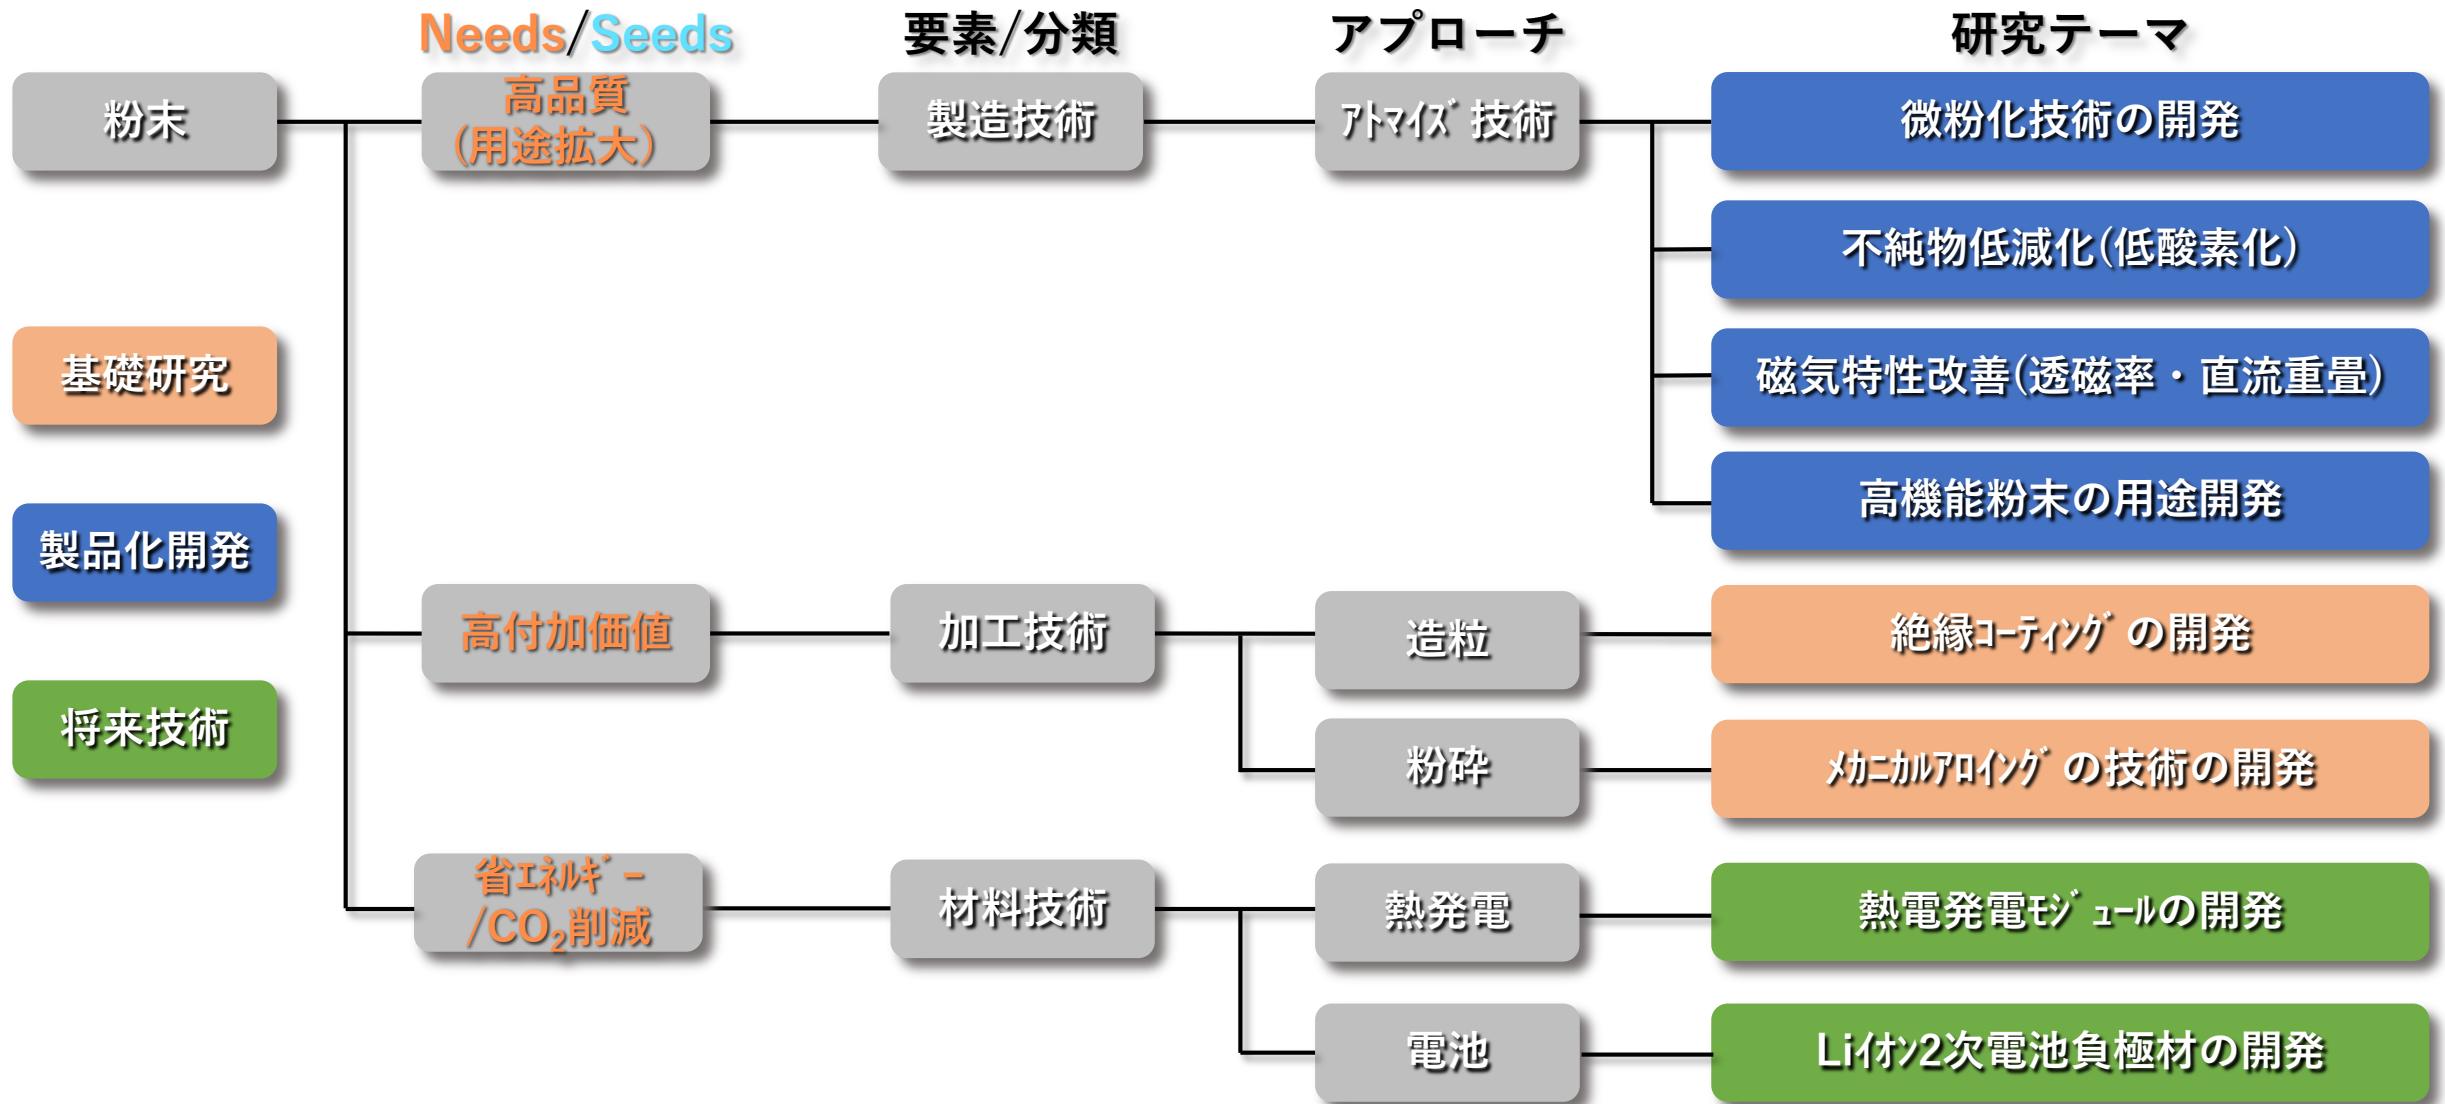 Needs/Seeds
要素/分類
アプローチ
研究テーマ
粉末
高品質
(用途拡大)
製造技術
ｱﾄﾏｲｽﾞ技術
微粉化技術の開発
不純物低減化(低酸素化)
磁気特性改善(透磁率・直流重畳)
高機能粉末の用途開発
基礎研究
製品化開発
将来技術
高付加価値
加工技術
造粒
絶縁ｺｰﾃｨﾝｸﾞの開発
粉砕
ﾒｶﾆｶﾙｱﾛｲﾝｸﾞの技術の開発
省ｴﾈﾙｷﾞｰ
/CO₂削減
材料技術
熱発電
熱電発電ﾓｼﾞｭｰﾙの開発
電池
Liｲｵﾝ2次電池負極材の開発